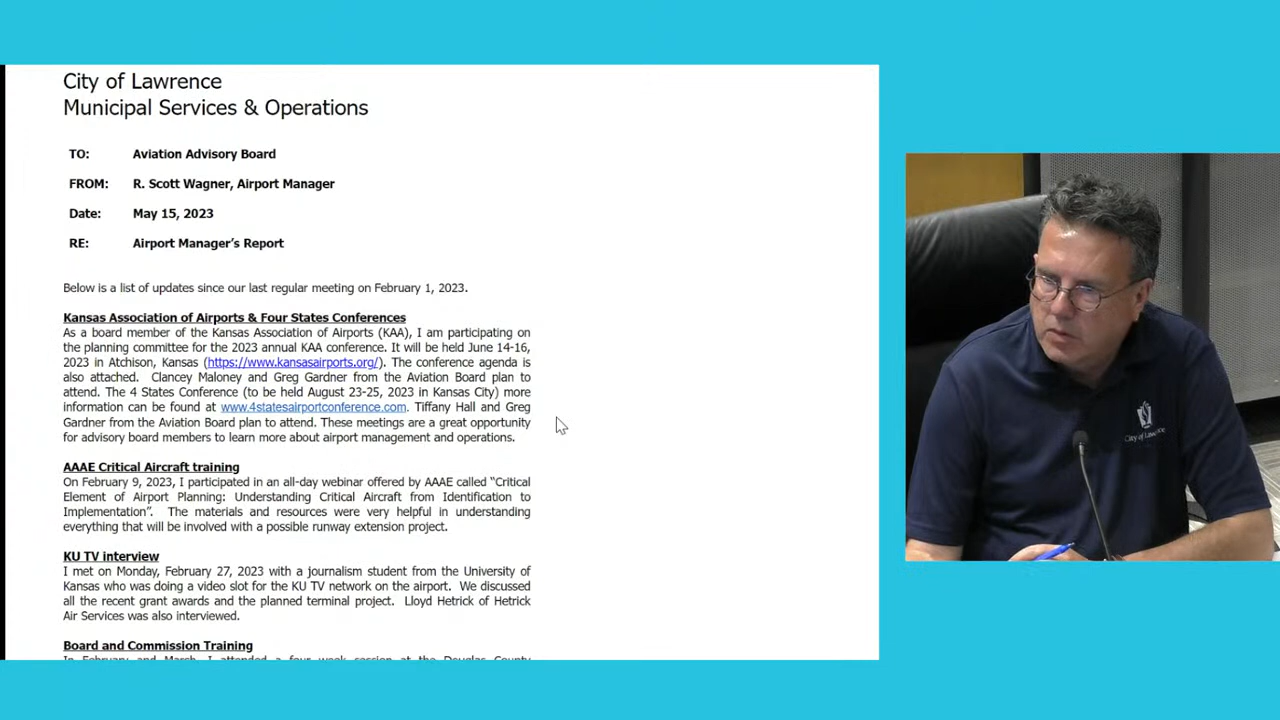 City of Lawrence
Municipal Services & Operations
TO: Aviation Advisory Board
FROM: R. Scott Wagner, Airport Manager
Date: May 15, 2023
RE: Airport Manager's Report
Below is a list of updates since our last regular meeting on February 1, 2023.
Kansas Association of Airports & Four States Conferences
As a board member of the Kansas Association of Airports (KAA), I am participating on
the planning committee for the 2023 annual KAA conference. It will be held June 14-16,
2023 in Atchison, Kansas (https://www.kansasairports.org/). The conference agenda is
also attached. Clancey Maloney and Greg Gardner from the Aviation Board plan to
attend. The 4 States Conference (to be held August 23-25, 2023 in Kansas City) more
information can be found at www.4statesairportconference.com. Tiffany Hall and Greg
Gardner from the Aviation Board plan to attend. These meetings are a great opportunity
for advisory board members to learn more about airport management and operations.
AAAE Critical Aircraft training
On February 9, 2023, I participated in an all-day webinar offered by AAAE called “Critical
Element of Airport Planning: Understanding Critical Aircraft from Identification to
Implementation”. The materials and resources were very helpful in understanding
everything that will be involved with a possible runway extension project.
KU TV interview
I met on Monday, February 27, 2023 with a journalism student from the University of
Kansas who was doing a video slot for the KU TV network on the airport. We discussed
all the recent grant awards and the planned terminal project. Lloyd Hetrick of Hetrick
Air Services was also interviewed.
Board and Commission Training
In February and March, I attended a four week session at the Douglas County
City of Lawrence